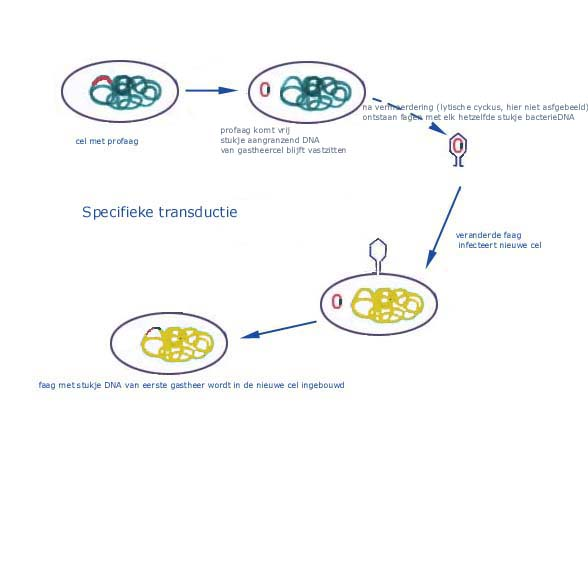 na vermeerdering (lytische cyckus, hier niet asfgebeeld)
ontstaan fagen met elk hetzelfde stukje bacterieDNA
cel met profaag
profaag komt vrij
stukje aangranzend DNA
van gastheercel blijft vastzitten
Specifieke transductie
veranderde faag
infecteert nieuwe cel
faag met stukje DNA van eerste gastheer wordt in de nieuwe cel ingebouwd